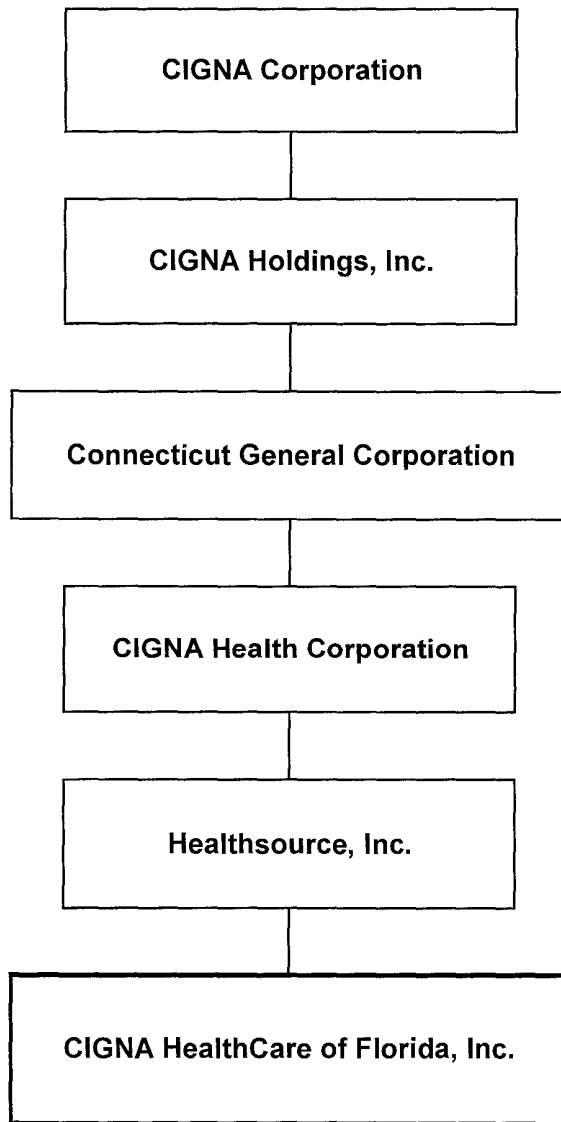 CIGNA Corporation
CIGNA Holdings, Inc.
Connecticut General Corporation
CIGNA Health Corporation
Healthsource, Inc.
CIGNA HealthCare of Florida, Inc.